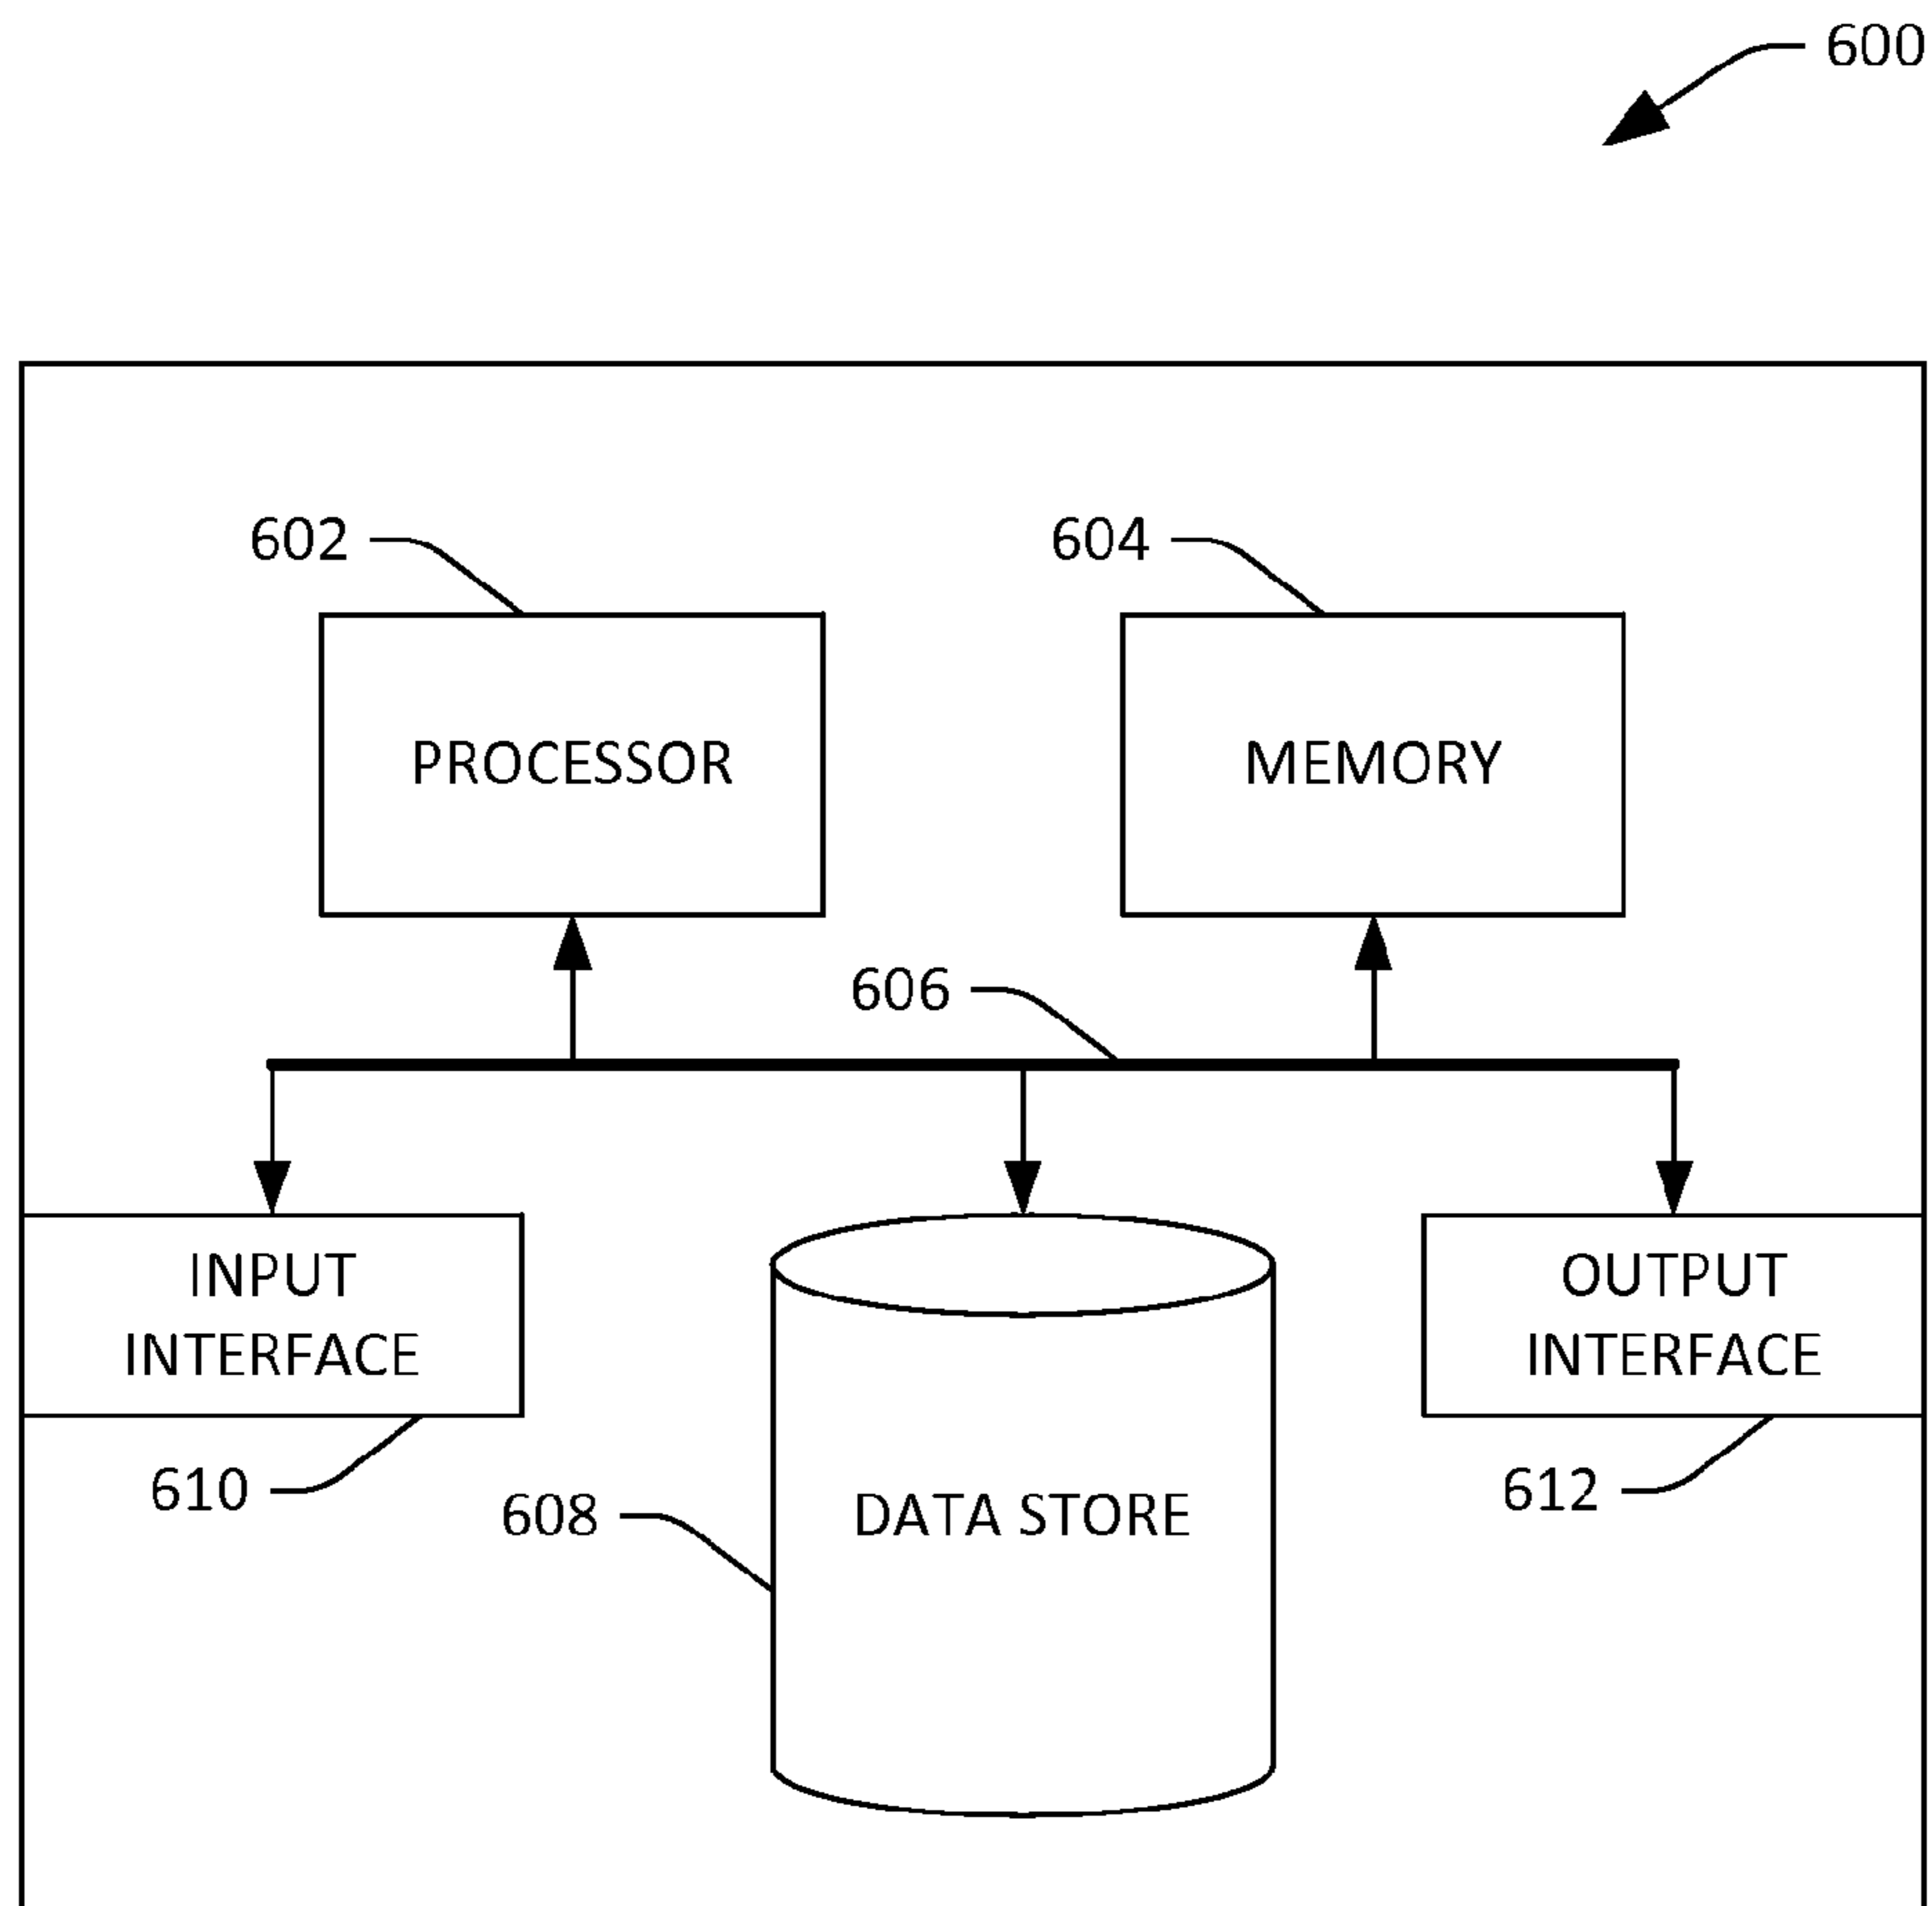 600
602
604
PROCESSOR
MEMORY
606
INPUT
INTERFACE
OUTPUT
INTERFACE
610
608
DATA STORE
612